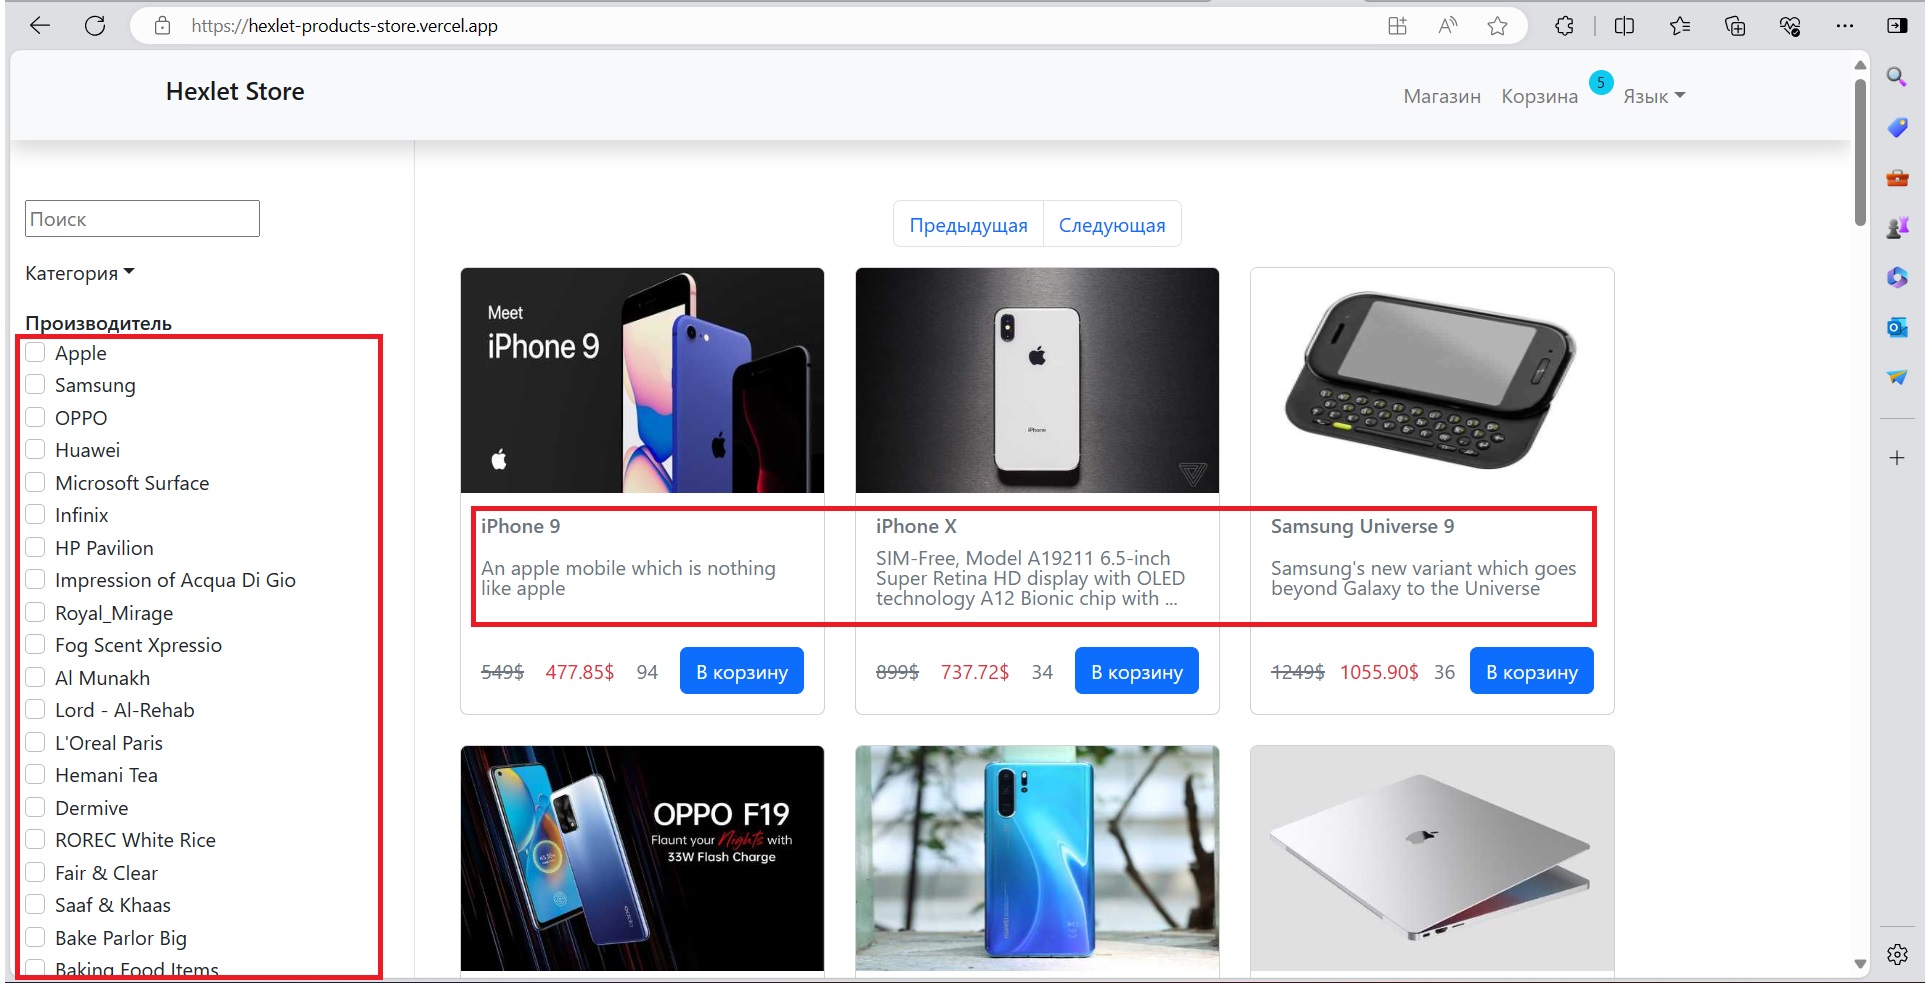 https://hexlet-products-store.vercel.app
Hexlet Store
Магазин
Корзина
5
Язык
Поиск
Категория
Производитель
Apple
Samsung
OPPO
Huawei
Microsoft Surface
Infinix
HP Pavilion
Impression of Acqua Di Gio
Royal_Mirage
Fog Scent Xpressio
Al Munakh
Lord - Al-Rehab
L'Oreal Paris
Hemani Tea
Dermive
ROREC White Rice
Fair & Clear
Saaf & Khaas
Bake Parlor Big
Baking Food Items
Предыдущая
Следующая
Meet
iPhone 9
iPhone 9
An apple mobile which is nothing
like apple
549$ 477.85$ 94 В корзину
iPhone
iPhone X
SIM-Free, Model A19211 6.5-inch
Super Retina HD display with OLED
technology A12 Bionic chip with ...
899$ 737.72$ 34 В корзину
Samsung Universe 9
Samsung's new variant which goes
beyond Galaxy to the Universe
1249$ 1055.90$ 36 В корзину
OPPO F19
Flaunt your Nights with
33W Flash Charge